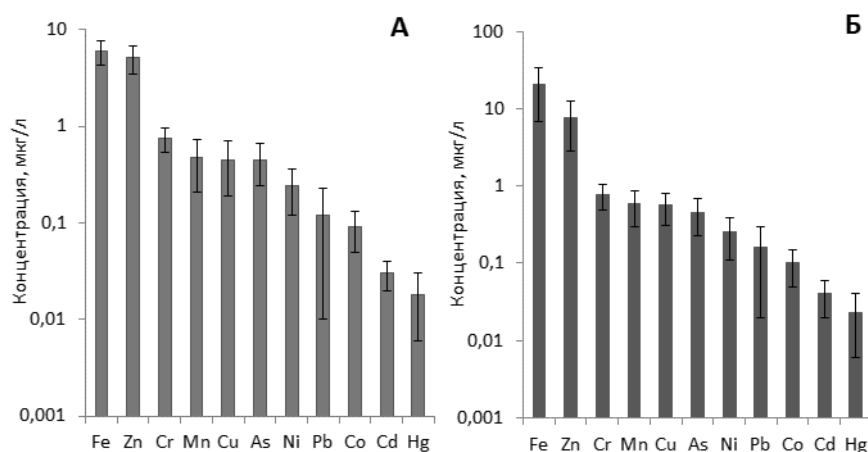 А
Концентрация, мкг/л
10
1
0,1
0,01
0,001
Fe Zn Cr Mn Cu As Ni Pb Co Cd Hg
Б
Концентрация, мкг/л
100
10
1
0,1
0,01
0,001
Fe Zn Cr Mn Cu As Ni Pb Co Cd Hg